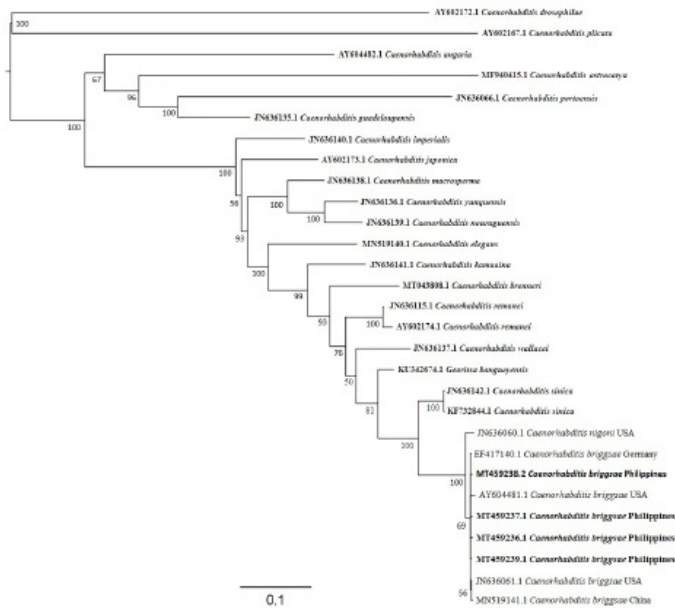 AY602172.1 Caenorhabditis drosophilae
100
AY602167.1 Caenorhabditis plicata
AY604482.1 Caenorhabditis angaria
67
MF940415.1 Caenorhabditis
96
JN636066.1 Caenorhabditis portoensis
100
JN636135.1 Caenorhabditis guadeloupensis
100
JN636140.1 Caenorhabditis imperialis
100
AY602173.1 Caenorhabditis japonica
JN636138.1 Caenorhabditis macrosperma
56
100
JN636136.1 Caenorhabditis yunquensis
100
JN636139.1 Caenorhabditis nouraguensis
93
MN519140.1 Caenorhabditis elegans
100
JN636141.1 Caenorhabditis kamaaina
99
MT043808.1 Caenorhabditis brenneri
93
JN636115.1 Caenorhabditis remanei
100
AY602174.1 Caenorhabditis remanei
76
JN636137.1 Caenorhabditis wallacei
50
KU342674.1 Georissa
81
JN636142.1 Caenorhabditis sinica
100
KF732844.1 Caenorhabditis sinica
JN636060.1 Caenorhabditis nigoni USA
100
EF417140.1 Caenorhabditis briggsae Germany
MT459238.2 Caenorhabditis briggsae Philippines
100
AY604481.1 Caenorhabditis briggsae USA
MT459237.1 Caenorhabditis briggsae Philippines
69
MT459236.1 Caenorhabditis briggsae Philippines
MT459239.1 Caenorhabditis briggsae Philippines
JN636061.1 Caenorhabditis briggsae USA
56
MN519141.1 Caenorhabditis briggsae China
0.1